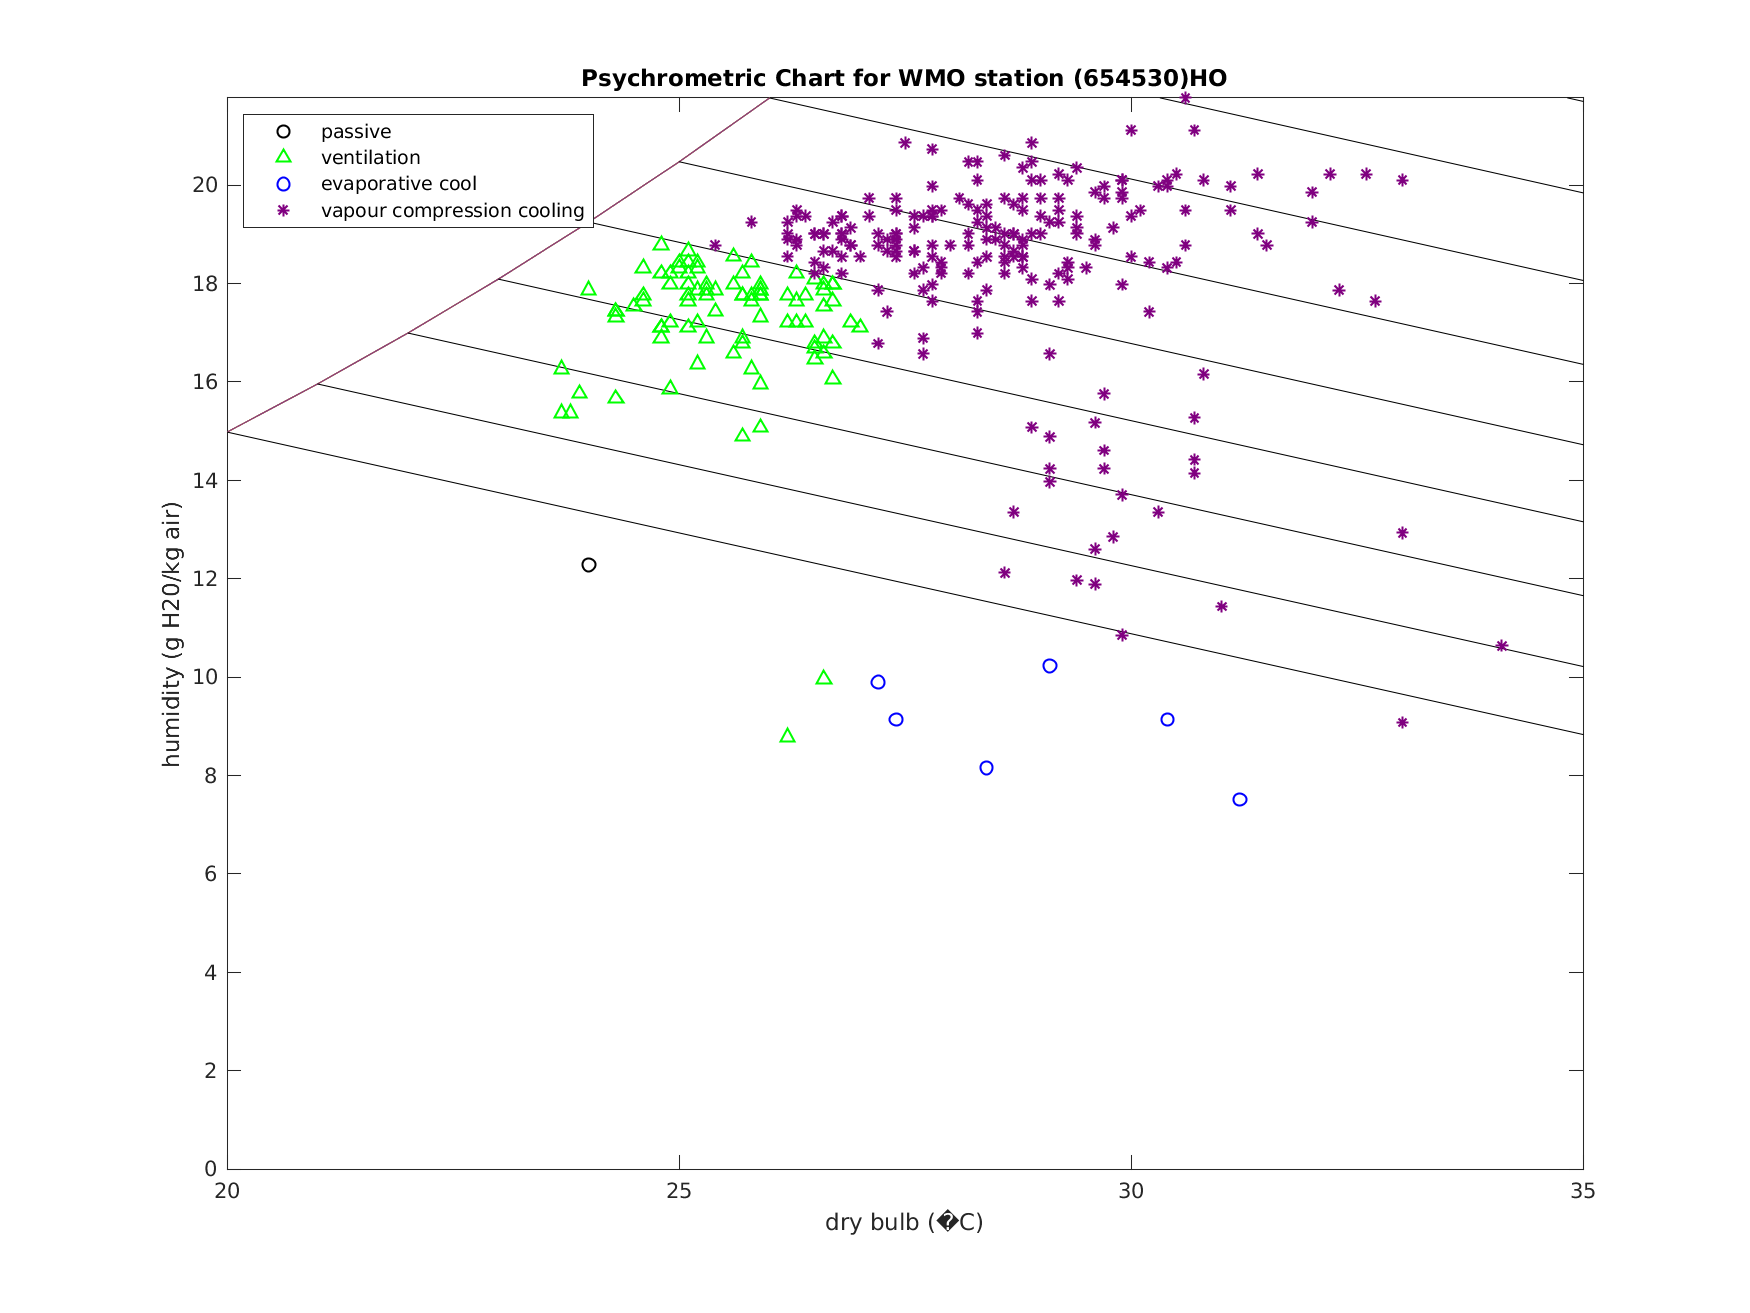 Psychrometric Chart for WMO station (654530)HO
passive
ventilation
evaporative cool
vapour compression cooling
humidity (g H20/kg air)
20
18
16
14
12
10
8
6
4
2
0
20 25 30 35
dry bulb (�C)